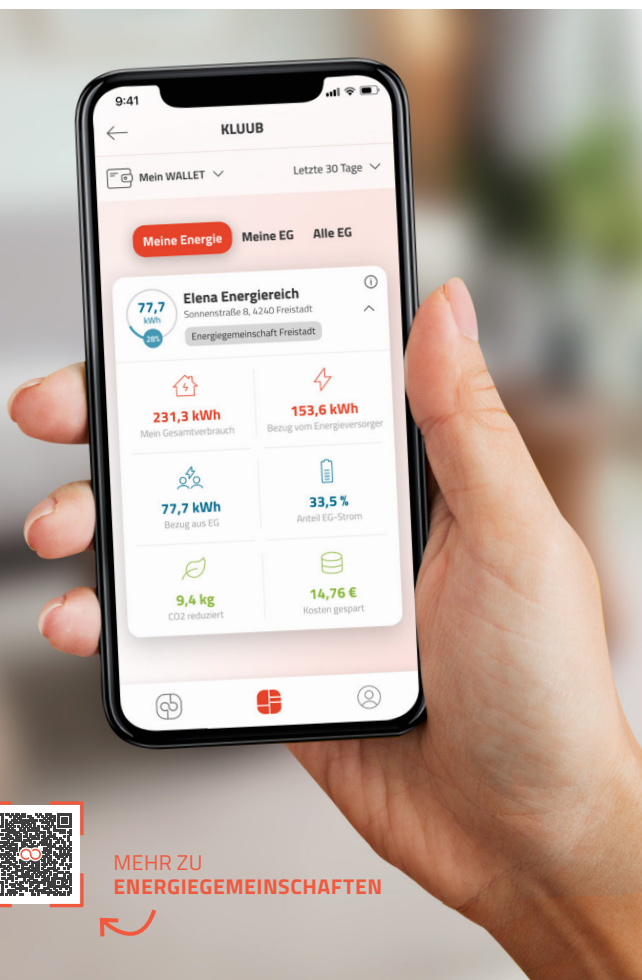 9:41
KLUUB
Mein WALLET
Letzte 30 Tage
Meine Energie
Meine EG
Alle EG
77,7
kWh
28%
Elena Energiereich
Sonnenstraße 8, 4240 Freistadt
Energiegemeinschaft Freistadt
231,3 kWh
Mein Gesamtverbrauch
153,6 kWh
Bezug vom Energieversorger
77,7 kWh
Bezug aus EG
33,5 %
Anteil EG-Strom
9,4 kg
CO2 reduziert
14,76 €
Kosten gespart
MEHR ZU
ENERGIEGEMEINSCHAFTEN